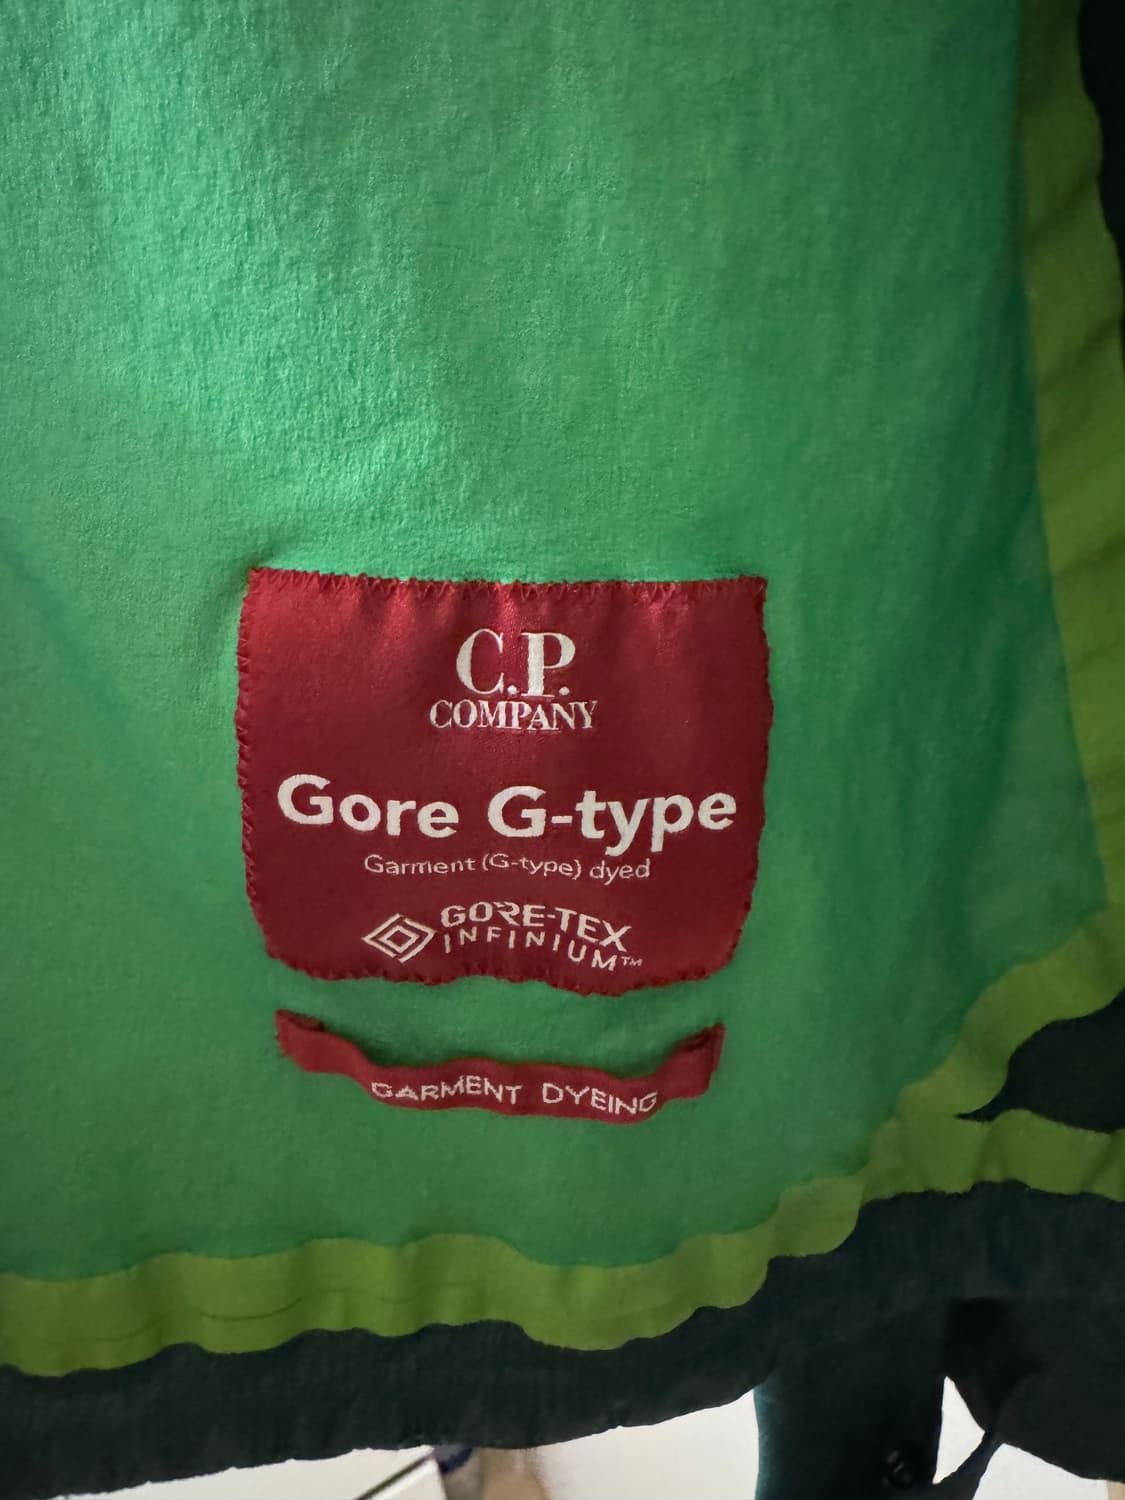 C.P.
COMPANY
Gore G-type
Garment (G-type) dyed
GORE-TEX
INFINIUM™
GARMENT DYEING